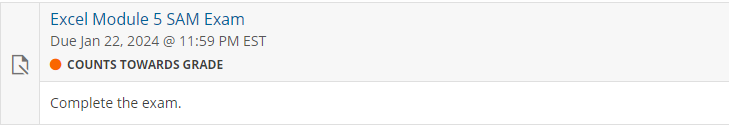 Excel Module 5 SAM Exam
Due Jan 22, 2024 @ 11:59 PM EST
COUNTS TOWARDS GRADE
Complete the exam.